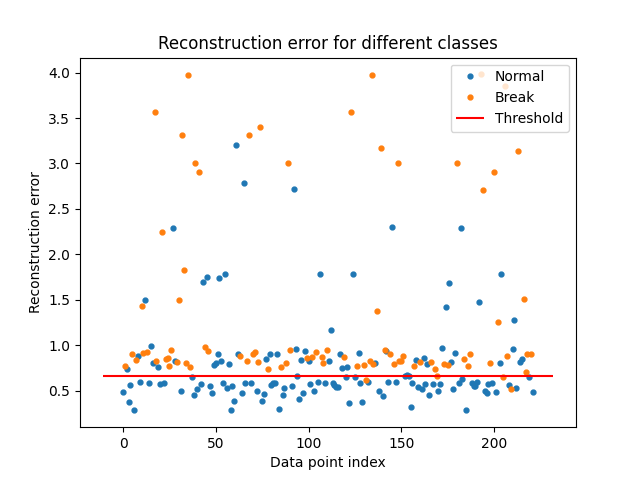 Reconstruction error for different classes
Normal
Break
Threshold
Reconstruction error
4.0
3.5
3.0
2.5
2.0
1.5
1.0
0.5
0 50 100 150 200
Data point index